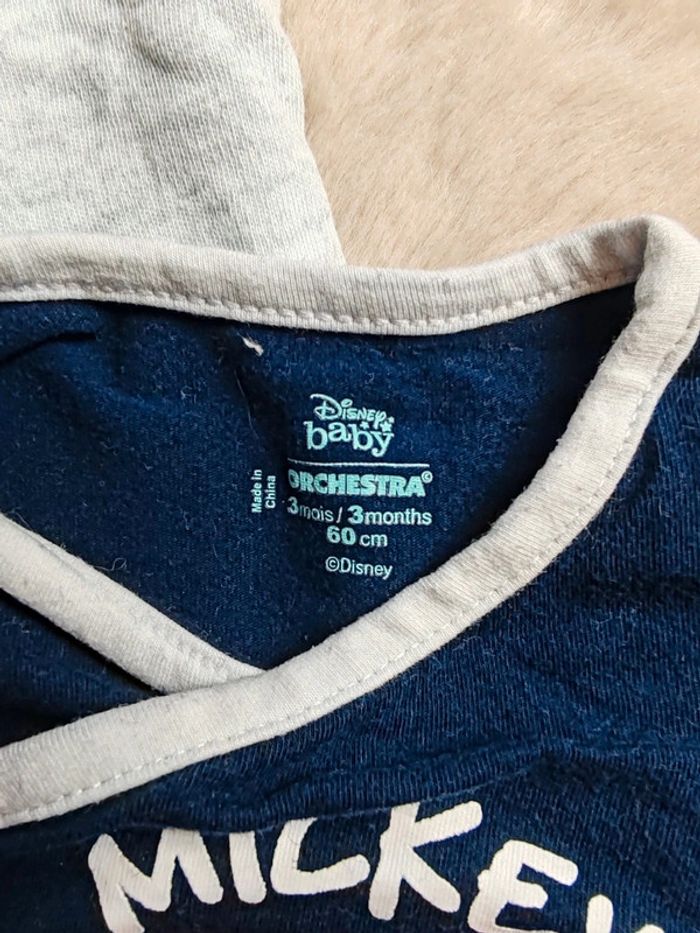 Disney
baby
ORCHESTRA©
3mois / 3months
60 cm
©Disney
Made in
China
MICKEY